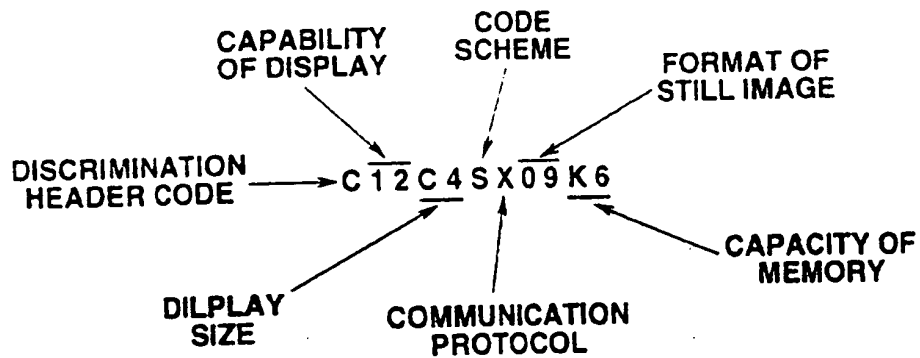 CAPABILITY
OF DISPLAY
CODE
SCHEME
FORMAT OF
STILL IMAGE
DISCRIMINATION
HEADER CODE
C12C4SX09K6
DILPLAY
SIZE
COMMUNICATION
PROTOCOL
CAPACITY OF
MEMORY